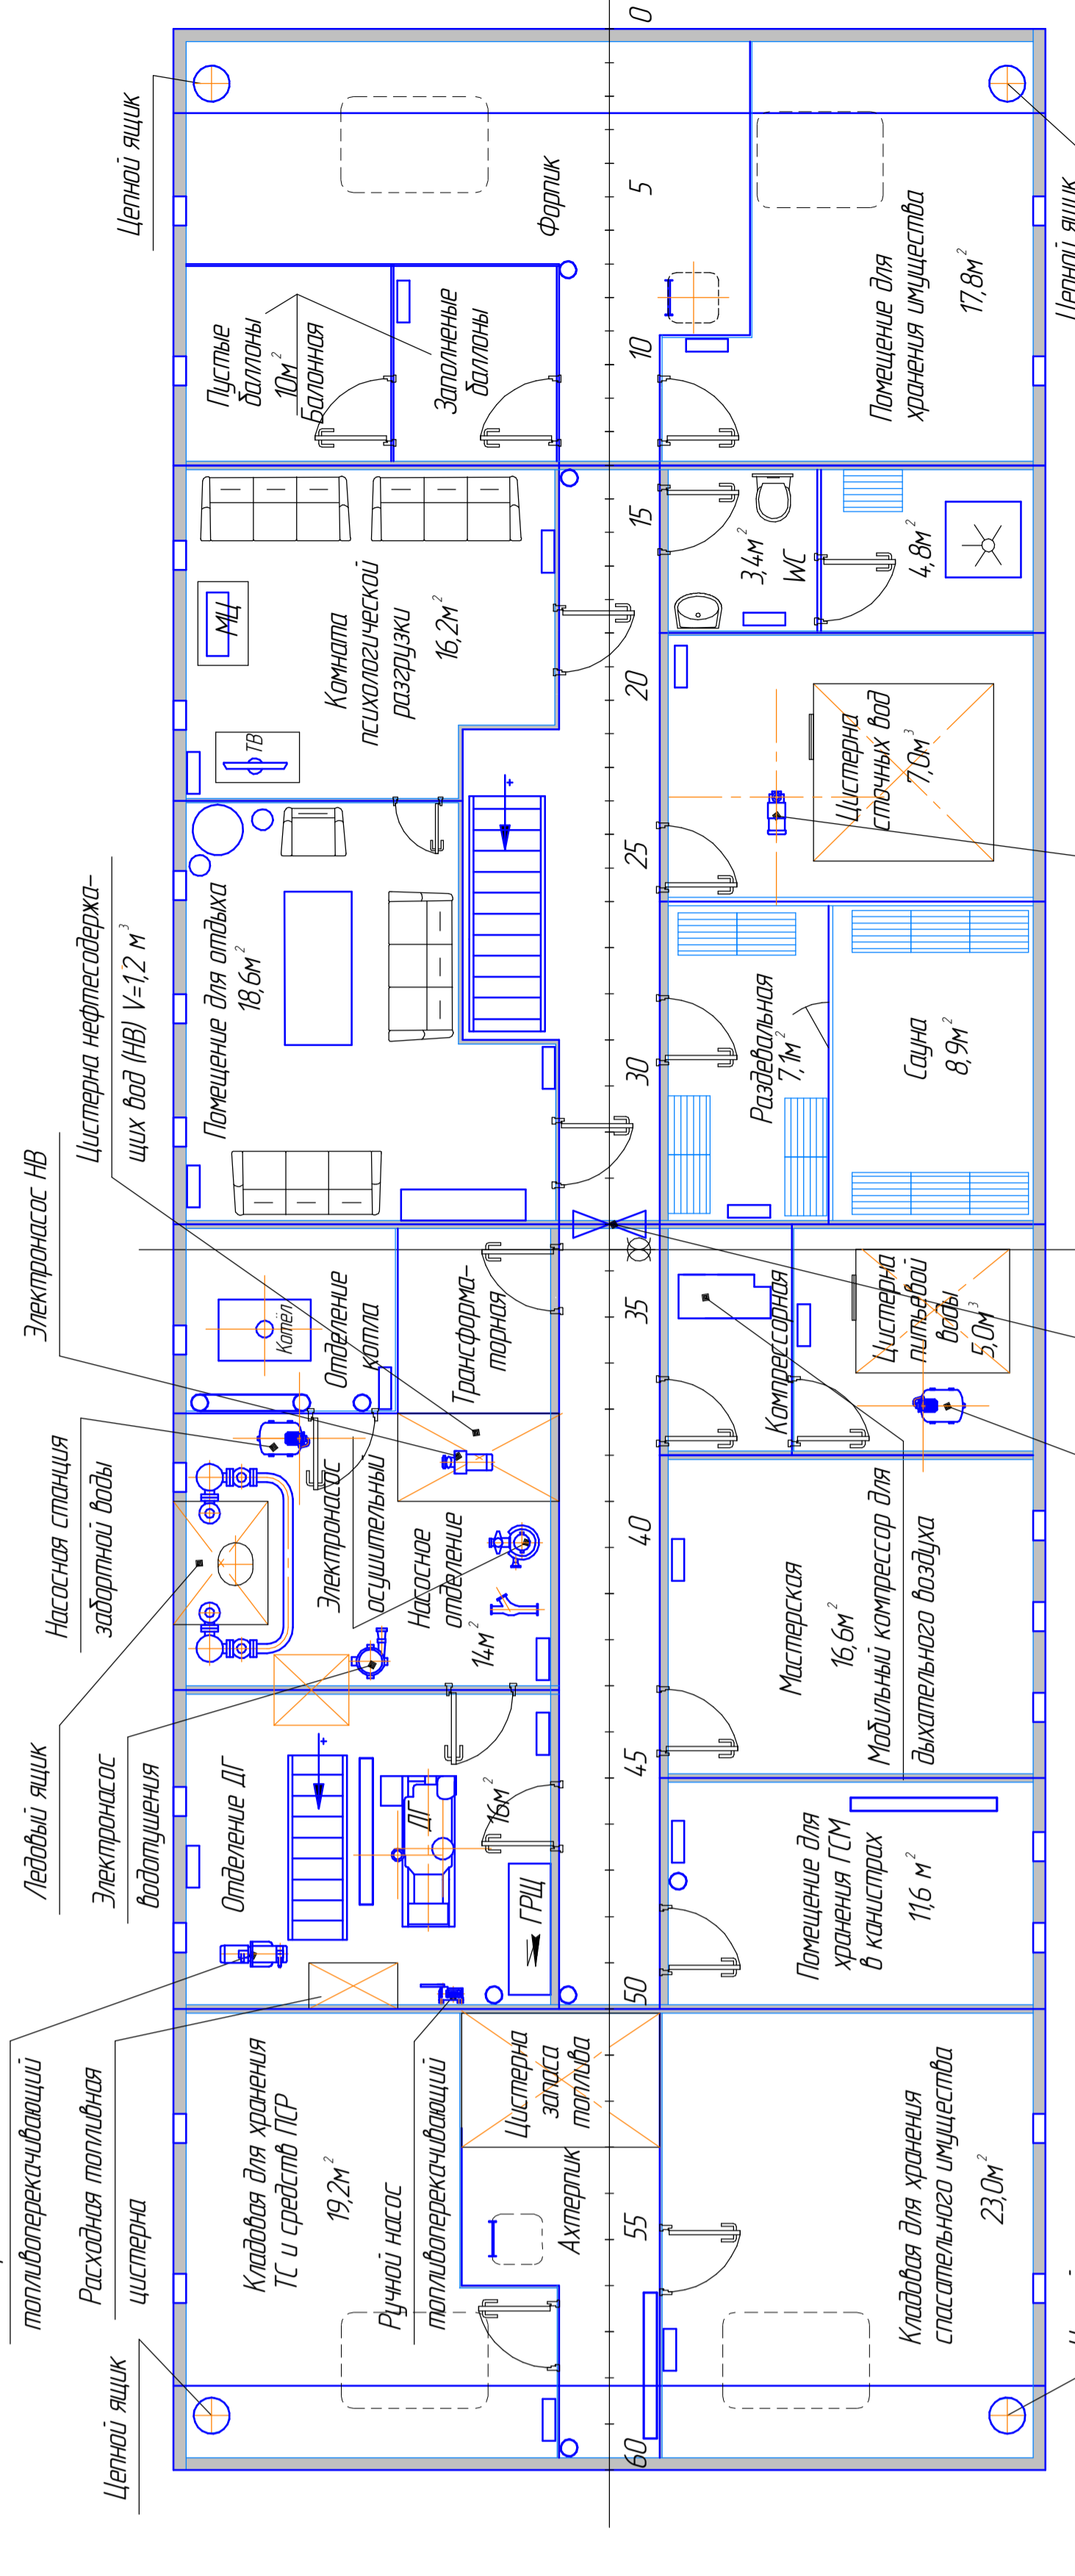 Цепной ящик
Форпик
Пустые
баллоны
10м²
Балонная
Заполненые
баллоны
Помещение для
хранения имущества
17,8м²
Цепной ящик
0
5
10
15
20
25
30
35
40
45
50
55
60
МЦ
ТВ
Комната
психологической
разгрузки
16,2м²
3,4м²
WC
4,8м²
Цистерна
сточных вод
7,0м³
Помещение для отдыха
18,6м²
Раздевальная
7,1м²
Сауна
8,9м²
Цистерна нефтесодержа-
щих вод (НВ) V=1,2 м³
Электронасос НВ
Котёл
Отделение
котла
Трансформа-
торная
Компрессорная
Цистерна
питьевой
воды
5,0м³
Насосная станция
забортной воды
Электронасос
осушительный
Насосное
отделение
14м²
Мастерская
16,6м²
Мобильный компрессор для
дыхательного воздуха
Ледовый ящик
Электронасос
водотушения
Отделение ДГ
ДГ
16м²
ГРЩ
Помещение для
хранения ГСМ
в канистрах
11,6 м²
топливоперекачивающий
Расходная топливная
цистерна
Кладовая для хранения
ТС и средств ПСР
19,2м²
Ручной насос
топливоперекачивающий
Цистерна
запаса
топлива
Ахтерпик
Кладовая для хранения
спасательного имущества
23,0м²
Цепной ящик